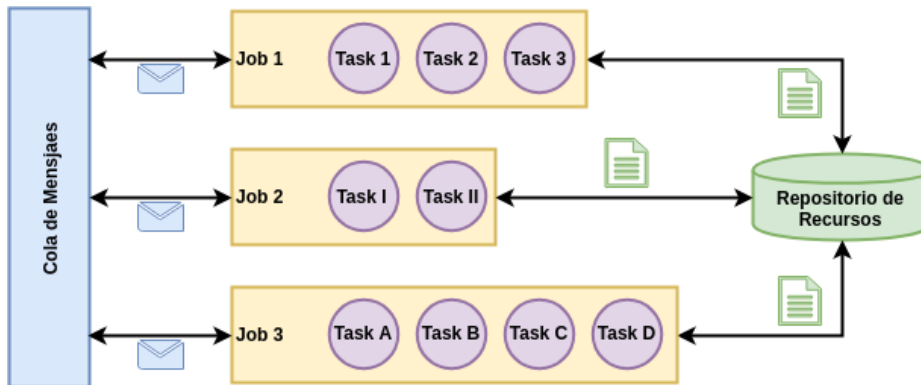 Cola de Mensjaes
Job 1
Task 1
Task 2
Task 3
Job 2
Task I
Task II
Repositorio de
Recursos
Job 3
Task A
Task B
Task C
Task D